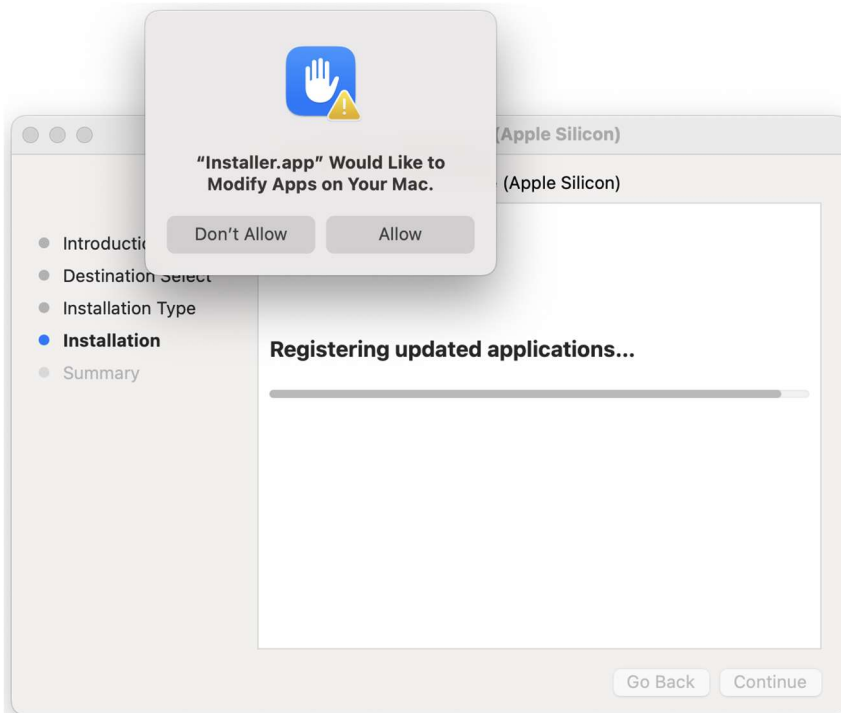 “Installer.app” Would Like to
Modify Apps on Your Mac.
Don’t Allow
Allow
(Apple Silicon)
(Apple Silicon)
Introductio
Destination Select
Installation Type
Installation
Summary
Registering updated applications...
Go Back
Continue